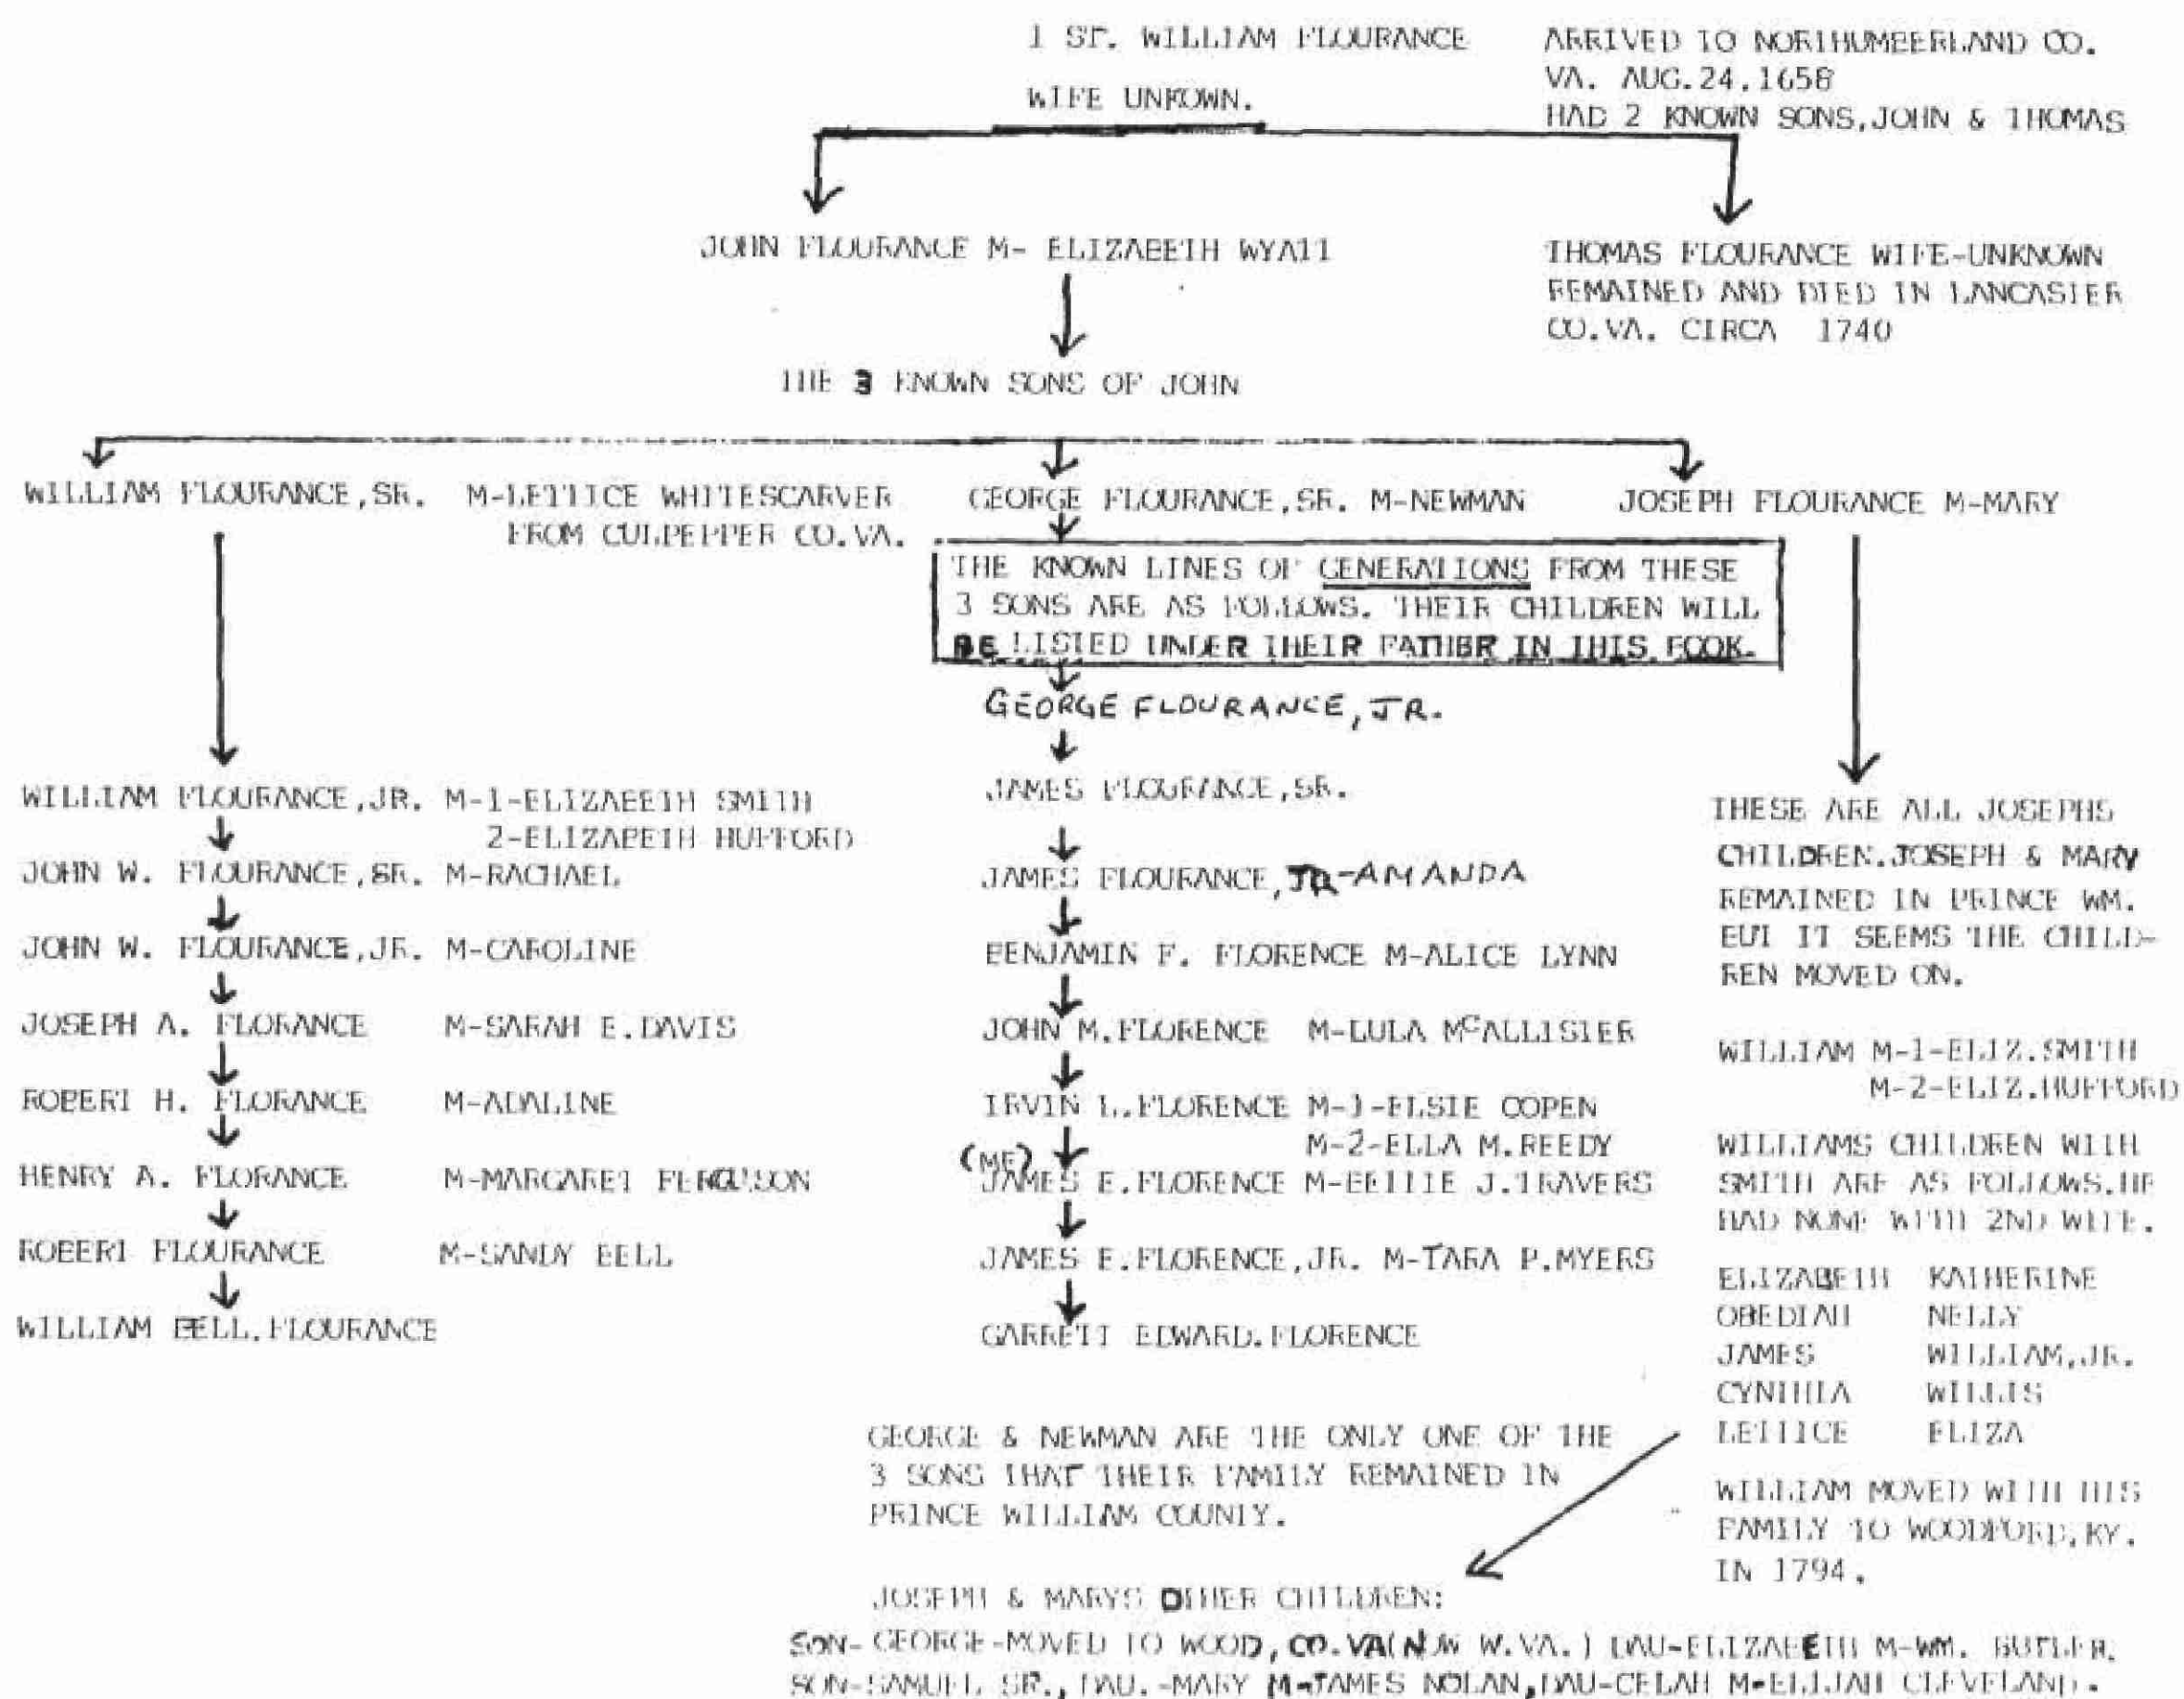 1 ST. WILLIAM FLOURANCE
WIFE UNKOWN.
ARRIVED TO NORTHUMBERLAND CO.
VA. AUG.24,1658
HAD 2 KNOWN SONS,JOHN & THOMAS
JOHN FLOURANCE M- ELIZABETH WYATT
THOMAS FLOURANCE WIFE-UNKNOWN
REMAINED AND DIED IN LANCASTER
CO.VA. CIRCA 1740
THE 3 KNOWN SONS OF JOHN
WILLIAM FLOURANCE,SR. M-LETTICE WHITESCARVER
FROM CULPEPPER CO.VA.
GEORGE FLOURANCE,SR. M-NEWMAN
JOSEPH FLOURANCE M-MARY
THE KNOWN LINES OF GENERATIONS FROM THESE
3 SONS ARE AS FOLLOWS. THEIR CHILDREN WILL
BE LISTED UNDER THEIR FATHER IN THIS BOOK.
WILLIAM FLOURANCE,JR. M-1-ELIZABETH SMITH
2-ELIZABETH HUFFORD
JOHN W. FLOURANCE,SR. M-RACHAEL
JOHN W. FLOURANCE,JR. M-CAROLINE
JOSEPH A. FLORANCE M-SARAH E.DAVIS
ROBERT H. FLORANCE M-ADALINE
HENRY A. FLORANCE M-MARGARET FERGUSON
ROBERT FLOURANCE M-SANDY BELL
WILLIAM BELL.FLOURANCE
GEORGE FLOURANCE, JR.
JAMES FLOURANCE,SR.
JAMES FLOURANCE, JR-AMANDA
BENJAMIN F. FLORENCE M-ALICE LYNN
JOHN M.FLORENCE M-LULA McALLISTER
IRVIN L.FLORENCE M-1-ELSIE COPEN
M-2-ELLA M.REEDY
(ME)
JAMES E.FLORENCE M-BETTIE J.TRAVERS
JAMES E.FLORENCE,JR. M-TARA P.MYERS
GARRETT EDWARD.FLORENCE
THESE ARE ALL JOSEPHS
CHILDREN.JOSEPH & MARY
REMAINED IN PRINCE WM.
BUT IT SEEMS THE CHILD-
REN MOVED ON.
WILLIAM M-1-ELIZ.SMITH
M-2-ELIZ.HUFFORD
WILLIAMS CHILDREN WITH
SMITH ARE AS FOLLOWS.HE
HAD NONE WITH 2ND WIFE.
ELIZABETH KATHERINE
OBEDIAH NELLY
JAMES WILLIAM,JR.
CYNTHIA WILLIS
LETTICE ELIZA
WILLIAM MOVED WITH HIS
FAMILY TO WOODFORD,KY.
IN 1794.
GEORGE & NEWMAN ARE THE ONLY ONE OF THE
3 SONS THAT THEIR FAMILY REMAINED IN
PRINCE WILLIAM COUNTY.
JOSEPH & MARYS OTHER CHILDREN:
SON- GEORGE-MOVED TO WOOD, CO.VA(NOW W.VA.) DAU-ELIZABETH M-WM. BUTLER.
SON-SAMUEL SR., DAU.-MARY M-JAMES NOLAN,DAU-CELAH M-ELIJAH CLEVELAND.